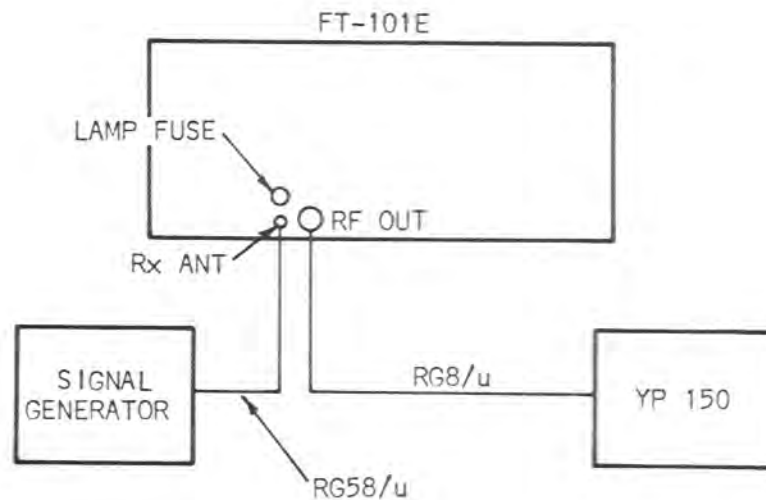 FT-101E
LAMP FUSE
RF OUT
Rx ANT
SIGNAL
GENERATOR
RG8/u
YP 150
RG58/u